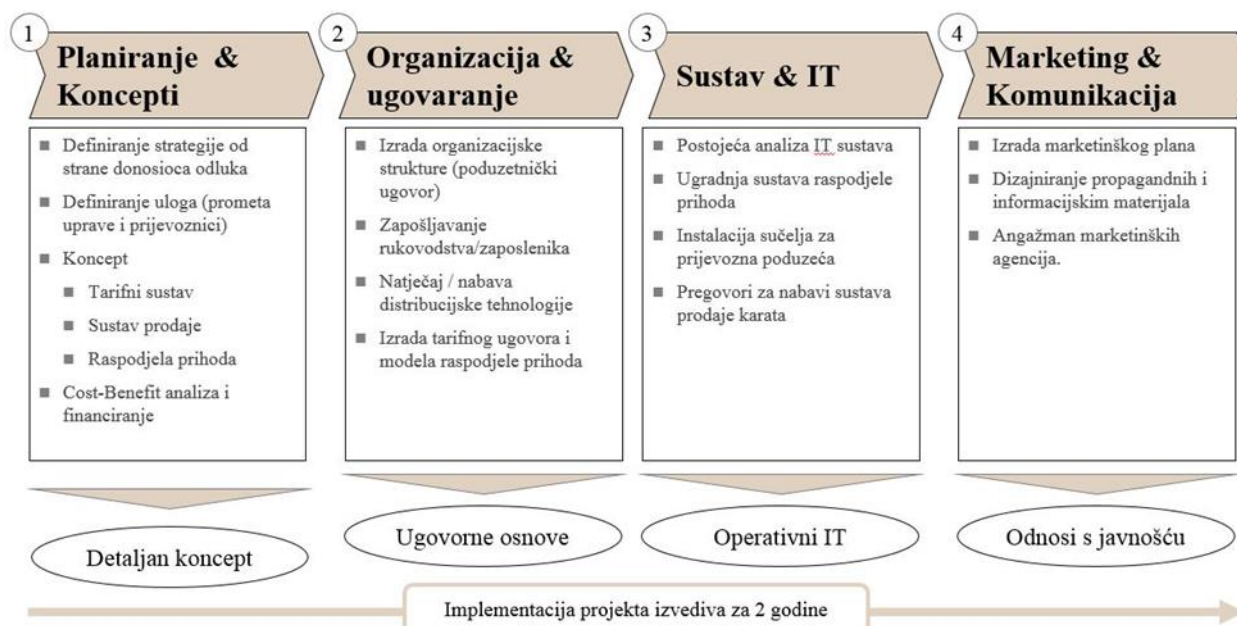 1
Planiranje &
Koncepti
Definiranje strategije od
strane donosioca odluka
Definiranje uloga (prometa
uprave i prijevoznici)
Koncept
Tarifni sustav
Sustav prodaje
Raspodjela prihoda
Cost-Benefit analiza i
financiranje
Detaljan koncept
2
Organizacija &
ugovaranje
Izrada organizacijske
strukture (poduzetnički
ugovor)
Zapošljavanje
rukovodstva/zaposlenika
Natječaj / nabava
distribucijske tehnologije
Izrada tarifnog ugovora i
modela raspodjele prihoda
Ugovorne osnove
3
Sustav & IT
Postojeća analiza IT sustava
Ugradnja sustava raspodjele
prihoda
Instalacija sučelja za
prijevozna poduzeća
Pregovori za nabavi sustava
prodaje karata
Operativni IT
4
Marketing &
Komunikacija
Izrada marketinškog plana
Dizajniranje propagandnih i
informacijskim materijala
Angažman marketinških
agencija.
Odnosi s javnošću
Implementacija projekta izvediva za 2 godine